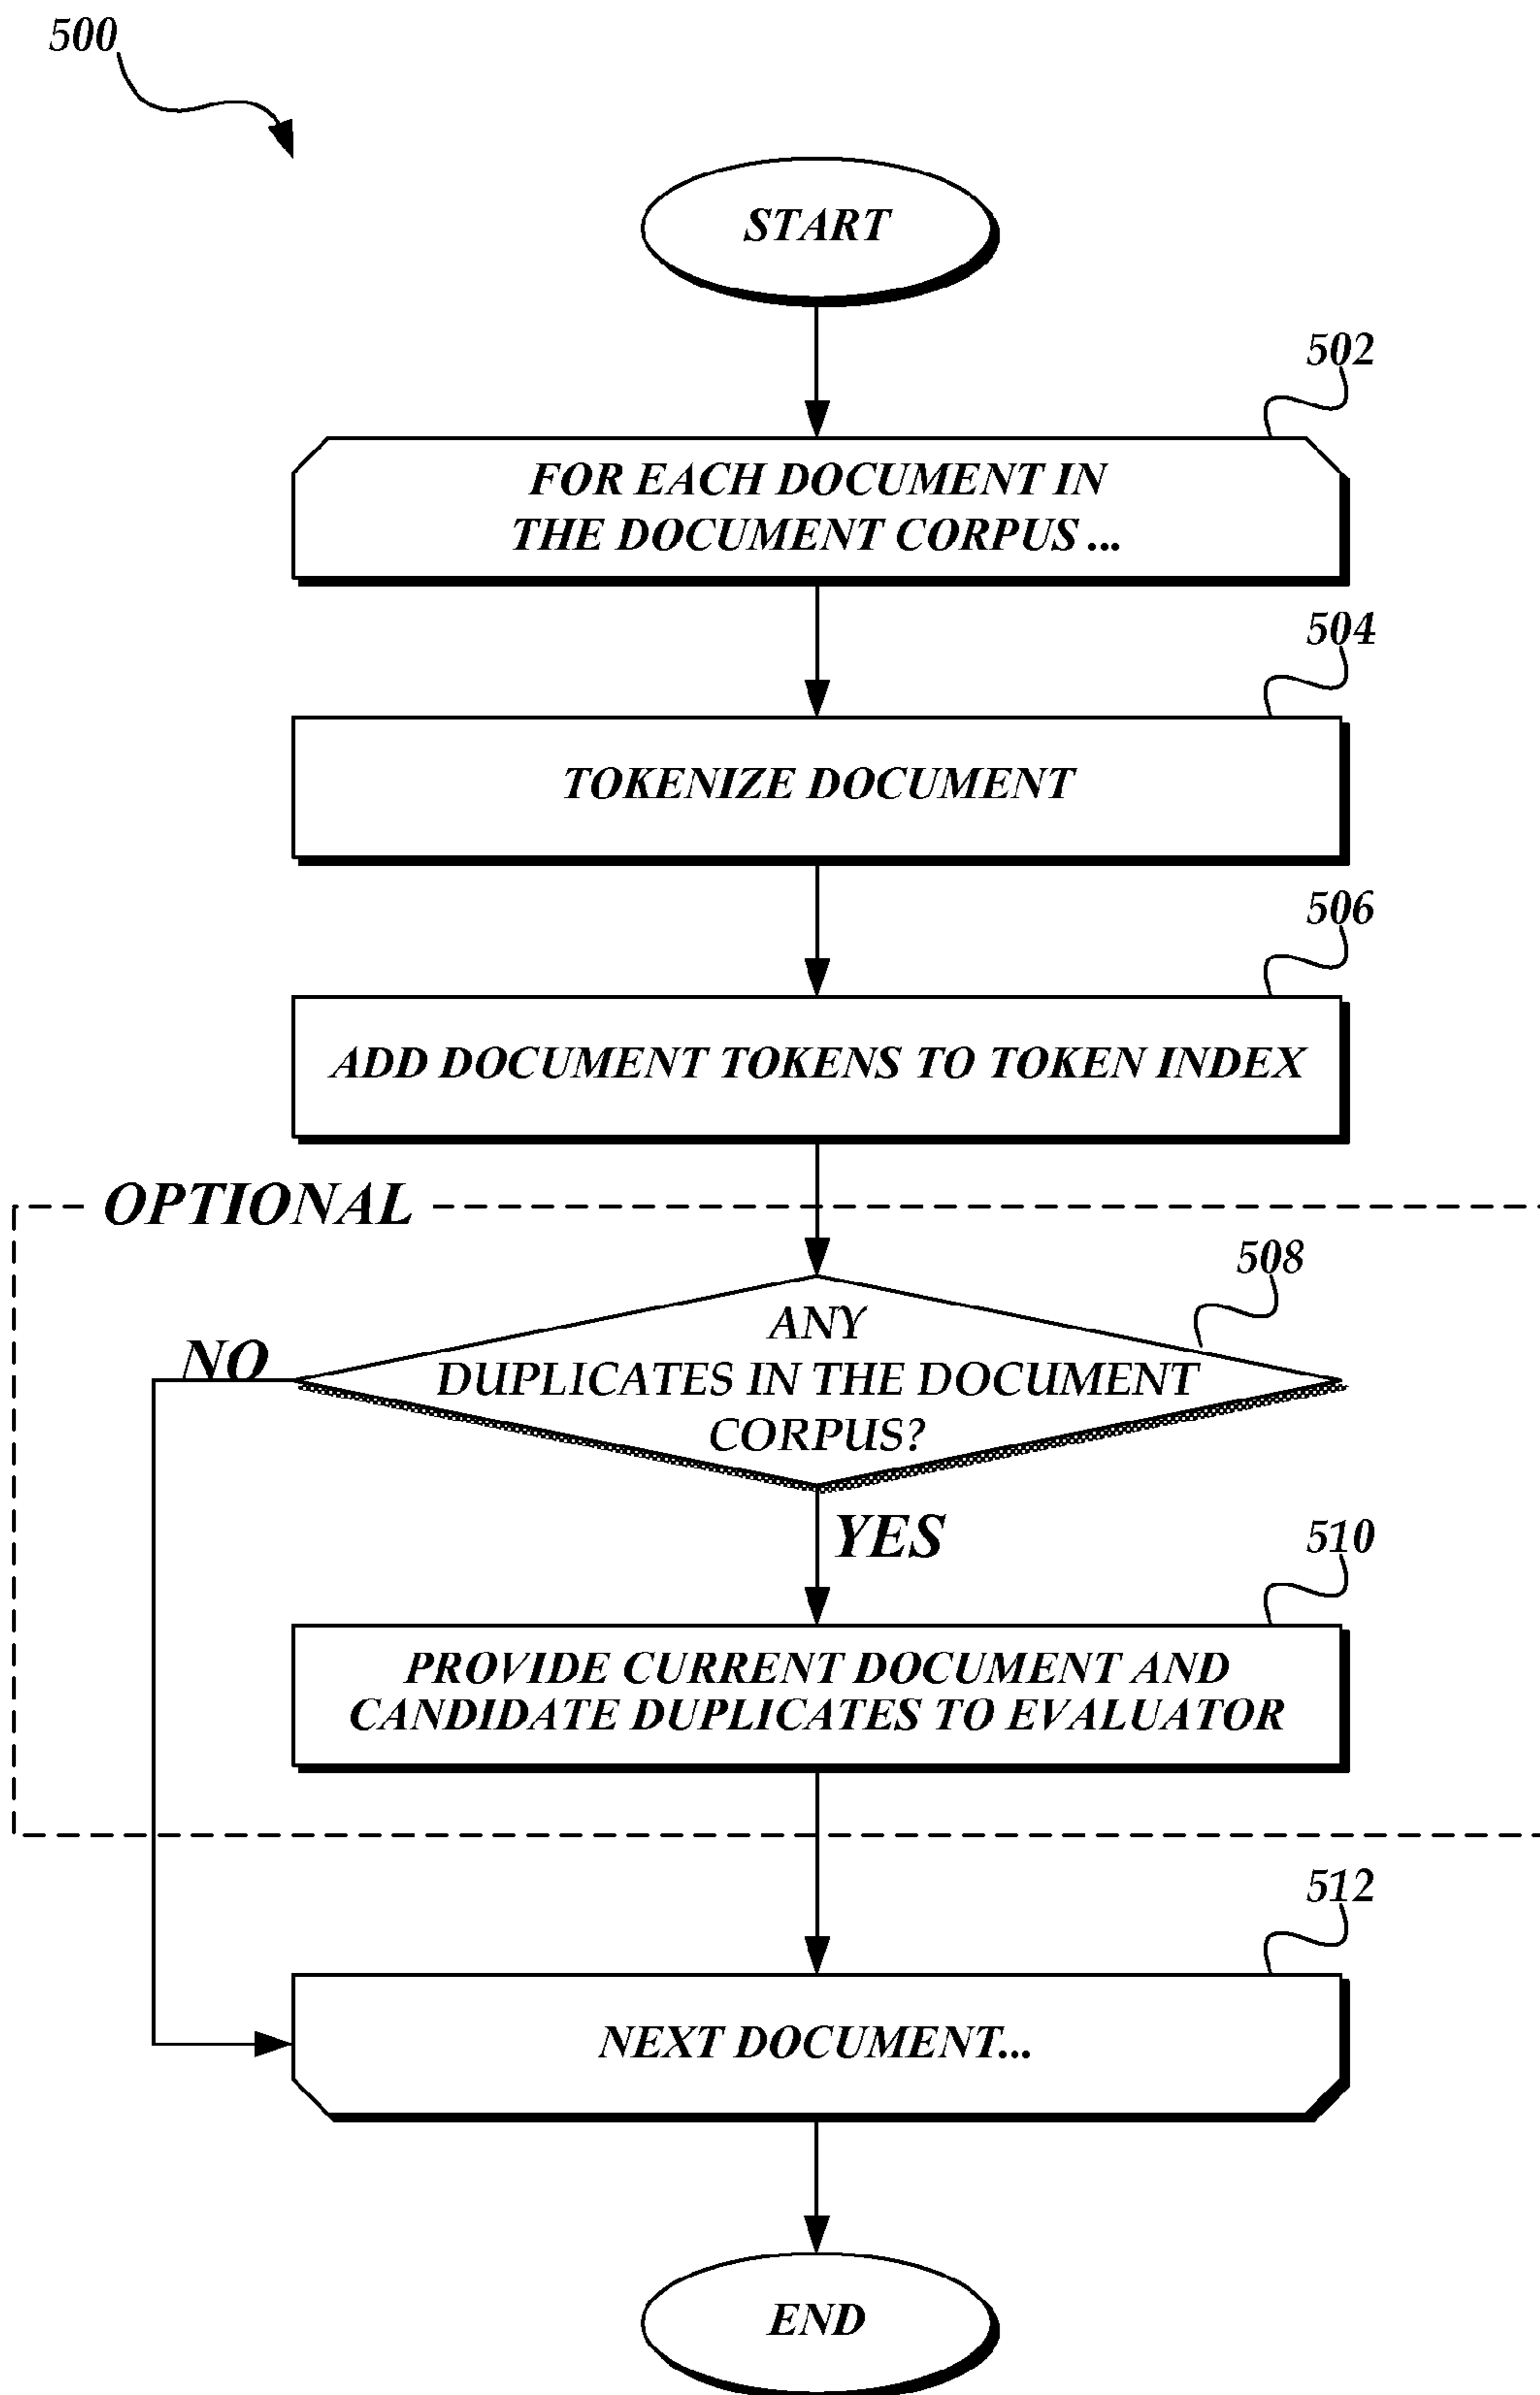 500
START
502
FOR EACH DOCUMENT IN
THE DOCUMENT CORPUS ...
504
TOKENIZE DOCUMENT
506
ADD DOCUMENT TOKENS TO TOKEN INDEX
OPTIONAL
508
ANY
DUPLICATES IN THE DOCUMENT
CORPUS?
NO
YES
510
PROVIDE CURRENT DOCUMENT AND
CANDIDATE DUPLICATES TO EVALUATOR
512
NEXT DOCUMENT...
END